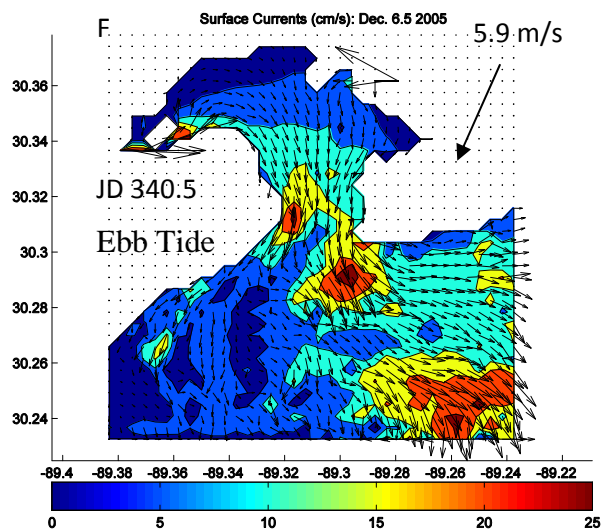 Surface Currents (cm/s): Dec. 6.5 2005
F
5.9 m/s
30.36
30.34
JD 340.5
30.32
Ebb Tide
30.3
30.28
30.26
30.24
-89.4 -89.38 -89.36 -89.34 -89.32 -89.3 -89.28 -89.26 -89.24 -89.22
0 5 10 15 20 25